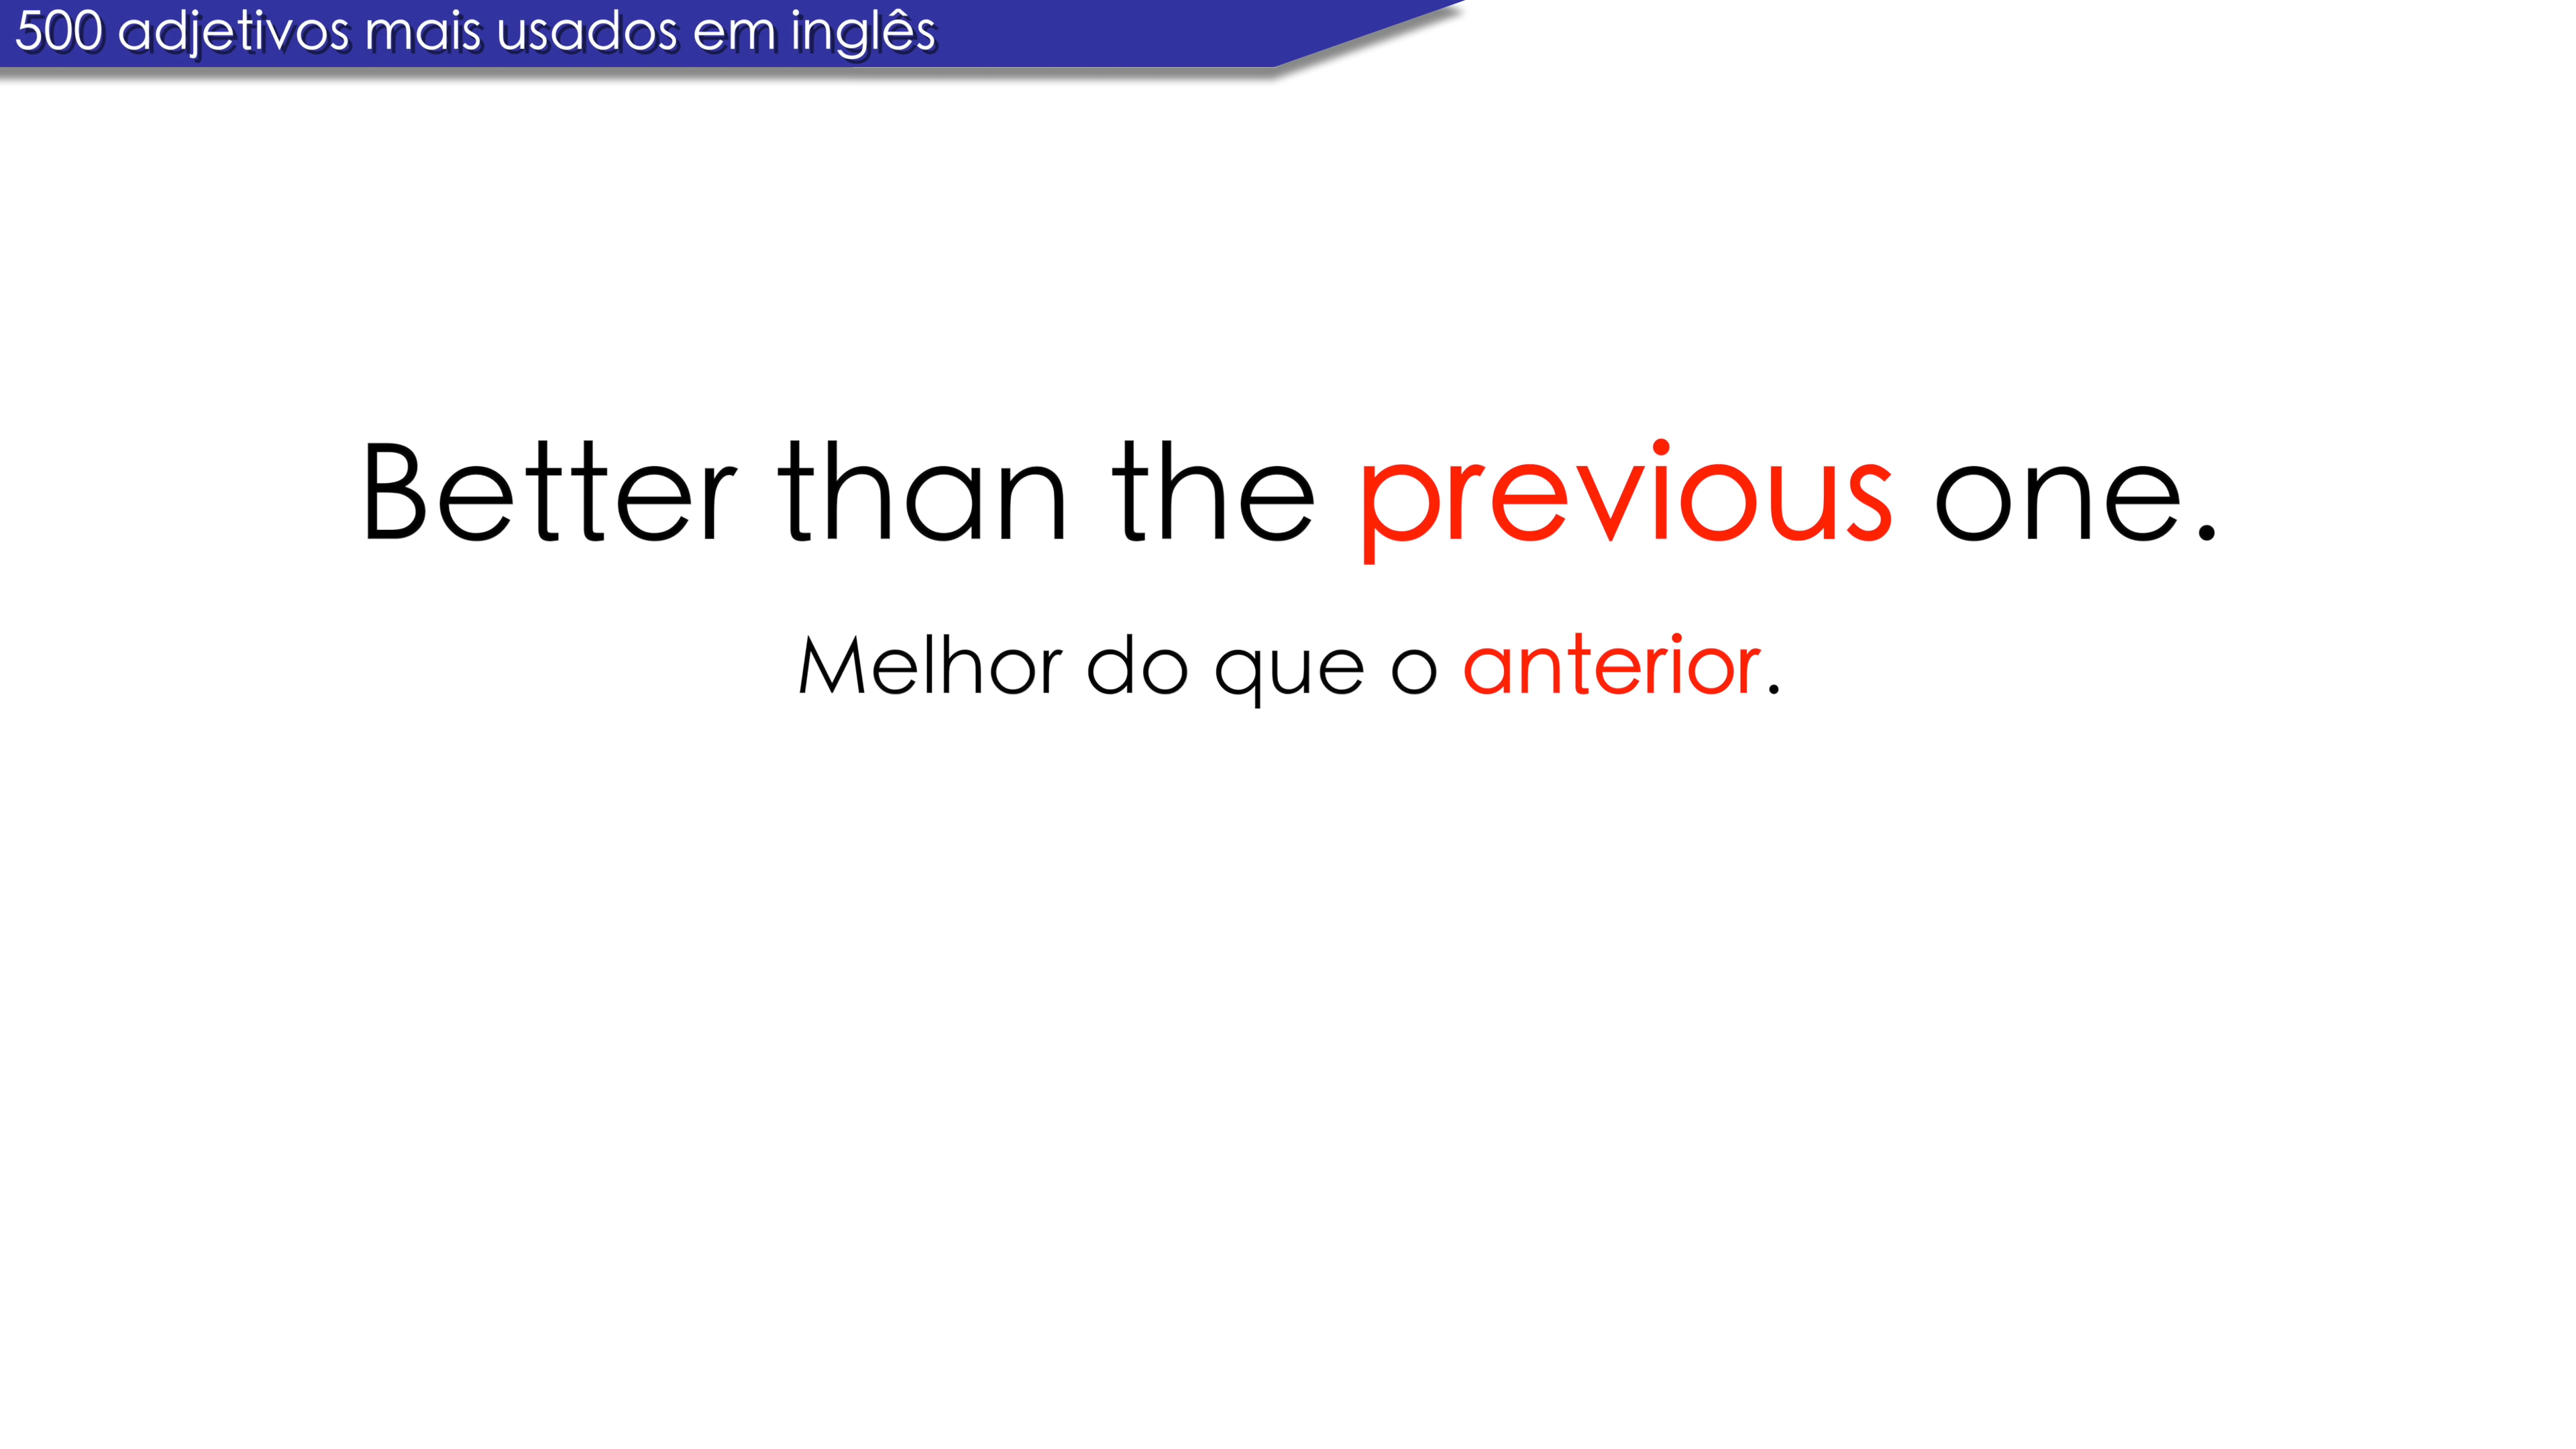 500 adjetivos mais usados em inglês
Better than the previous one.
Melhor do que o anterior.